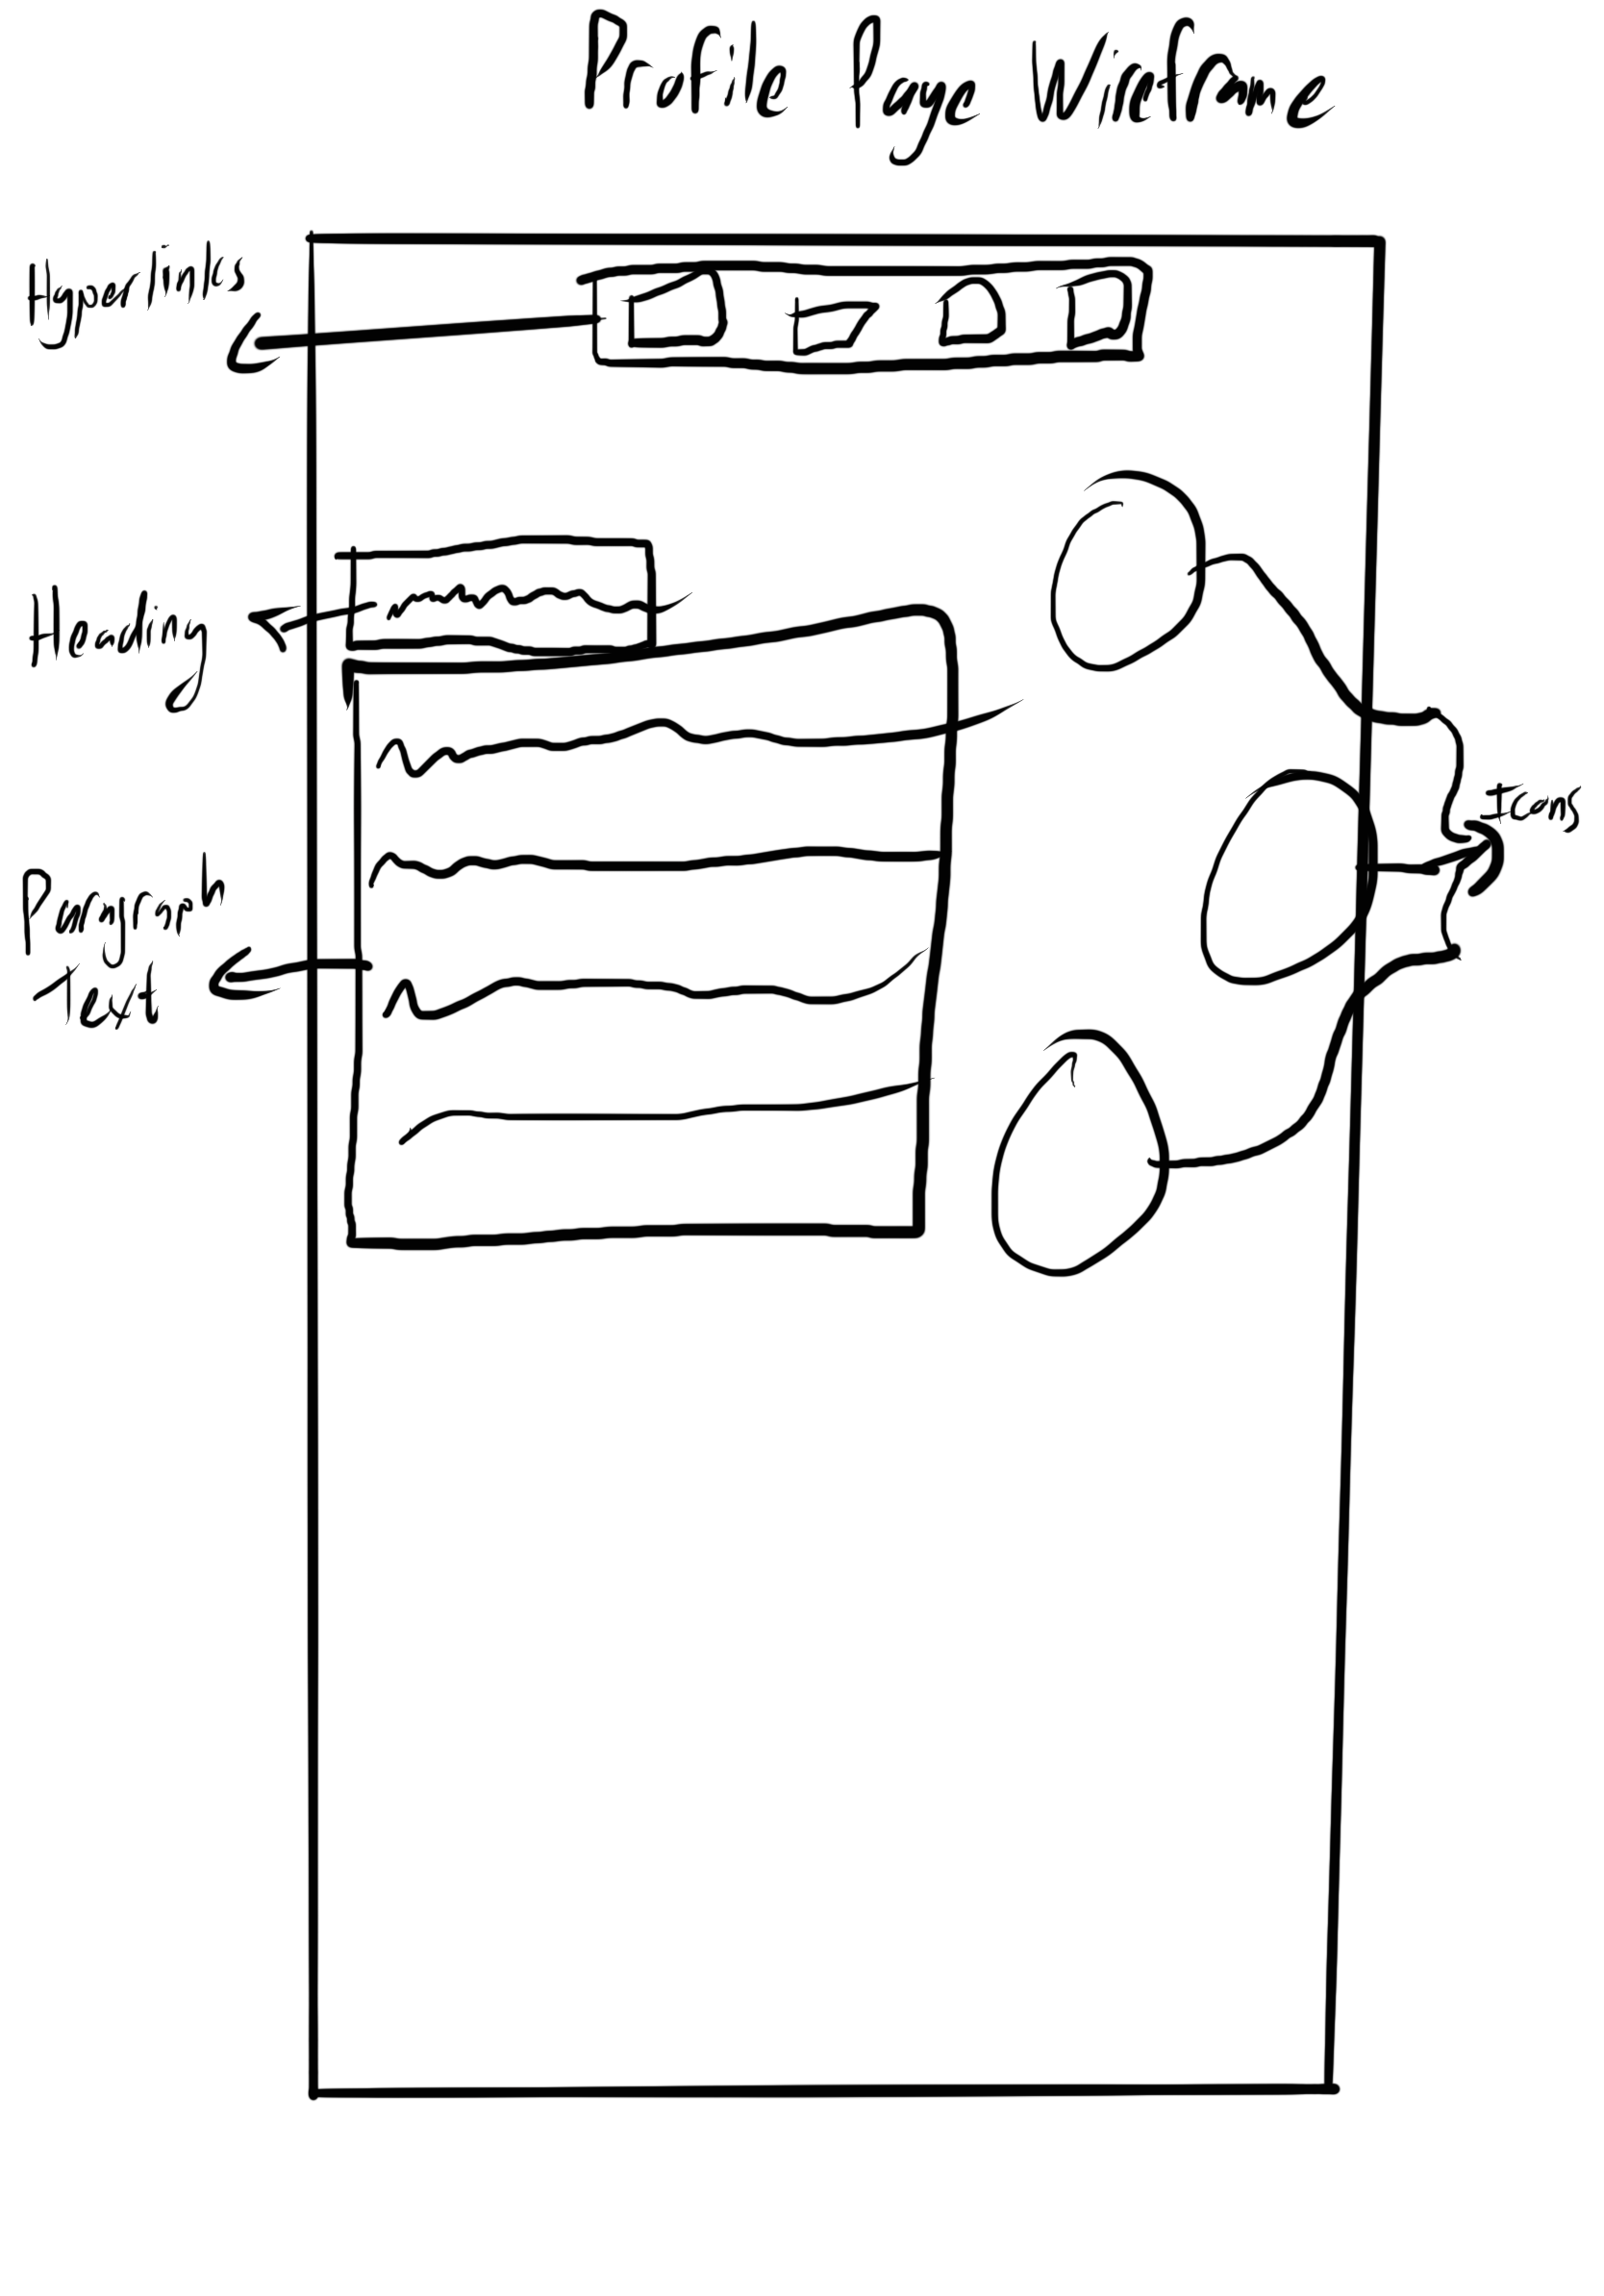 Profile Page Wireframe
Hyperlinks
Heading
Icons
Paragraph
Text